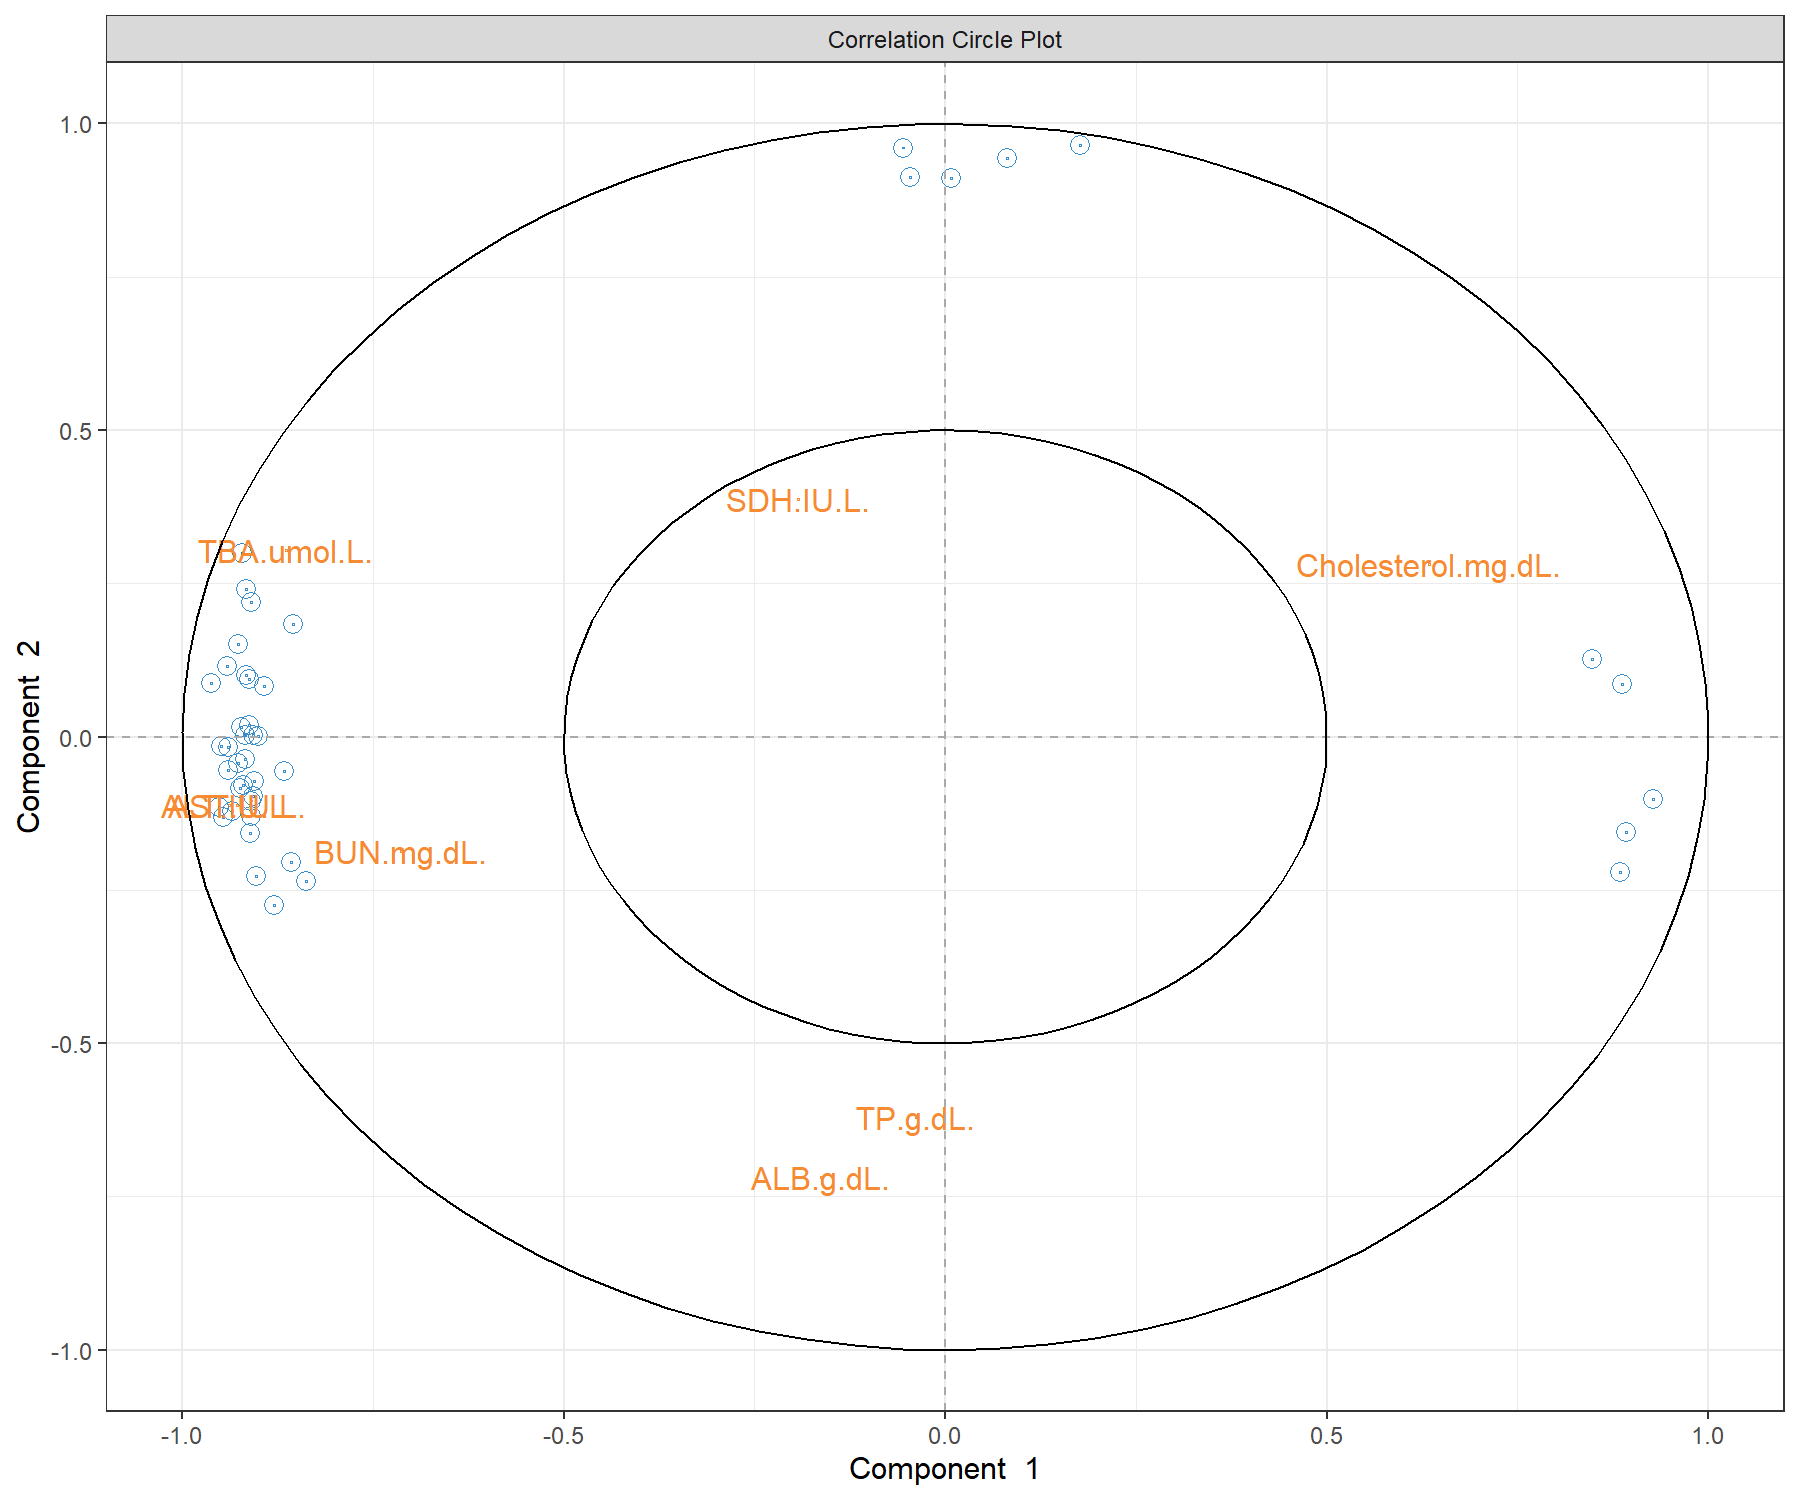 Correlation Circle Plot
1.0
SDH.IU.L.
0.5
TBA.umol.L.
Cholesterol.mg.dL.
0.0
BUN.mg.dL.
-0.5
TP.g.dL.
ALB.g.dL.
-1.0
-1.0 -0.5 0.0 0.5 1.0
Component 1
Component 2